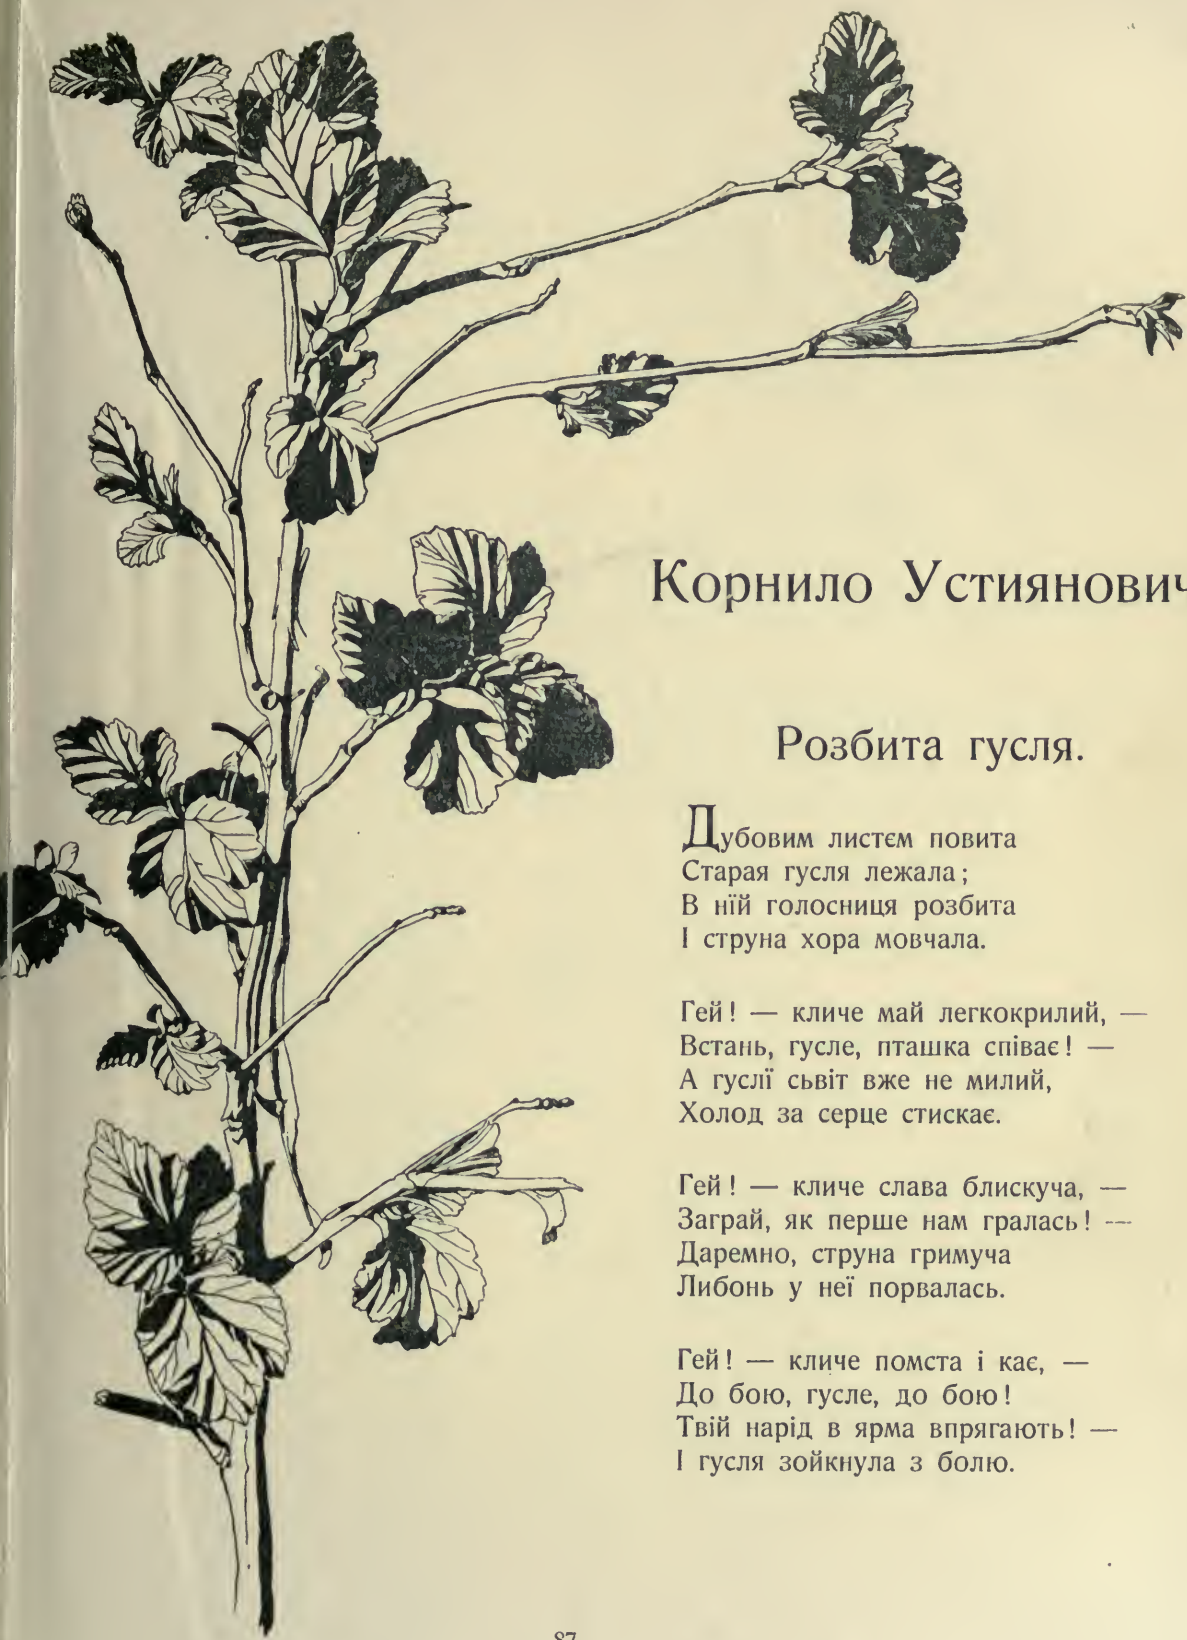 Корнило Устиянович
Розбита гусля.
Дубовим листєм повита
Старая гусля лежала;
В нїй голосниця розбита
І струна хора мовчала.
Гей! — кличе май легкокрилий, —
Встань, гусле, пташка співає! —
А гуслї сьвіт вже не милий,
Холод за серце стискає.
Гей! — кличе слава блискуча, —
Заграй, як перше нам гралась! —
Даремно, струна гримуча
Либонь у неї порвалась.
Гей! — кличе помста і кає, —
До бою, гусле, до бою!
Твій нарід в ярма впрягають! —
І гусля зойкнула з болю.
87